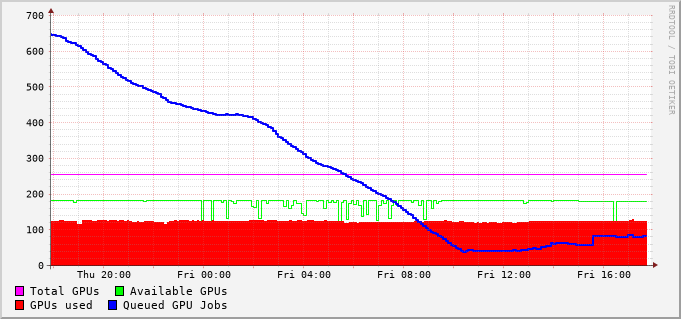 RRDTOOL / TOBI OETIKER
700
600
500
400
300
200
100
0
Thu 20:00 Fri 00:00 Fri 04:00 Fri 08:00 Fri 12:00 Fri 16:00
Total GPUs Available GPUs
GPUs used Queued GPU Jobs